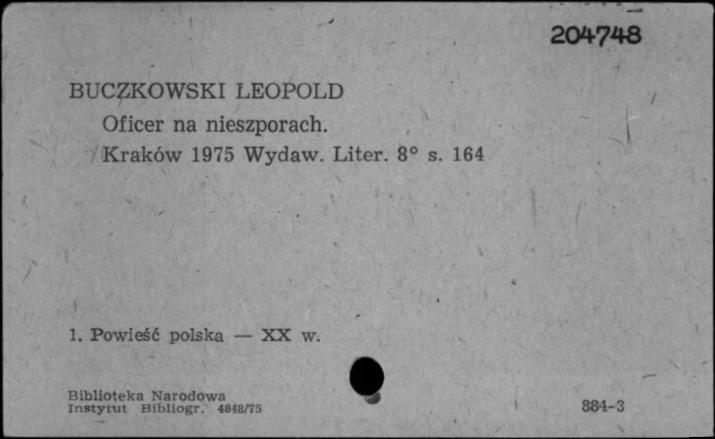 204748
BUCZKOWSKI LEOPOLD
Oficer na nieszporach.
Kraków 1975 Wydaw. Liter. 8° s. 164
1. Powieść polska — XX w.
Biblioteka Narodowa
Instytut Bibliogr. 4848/75
884-3